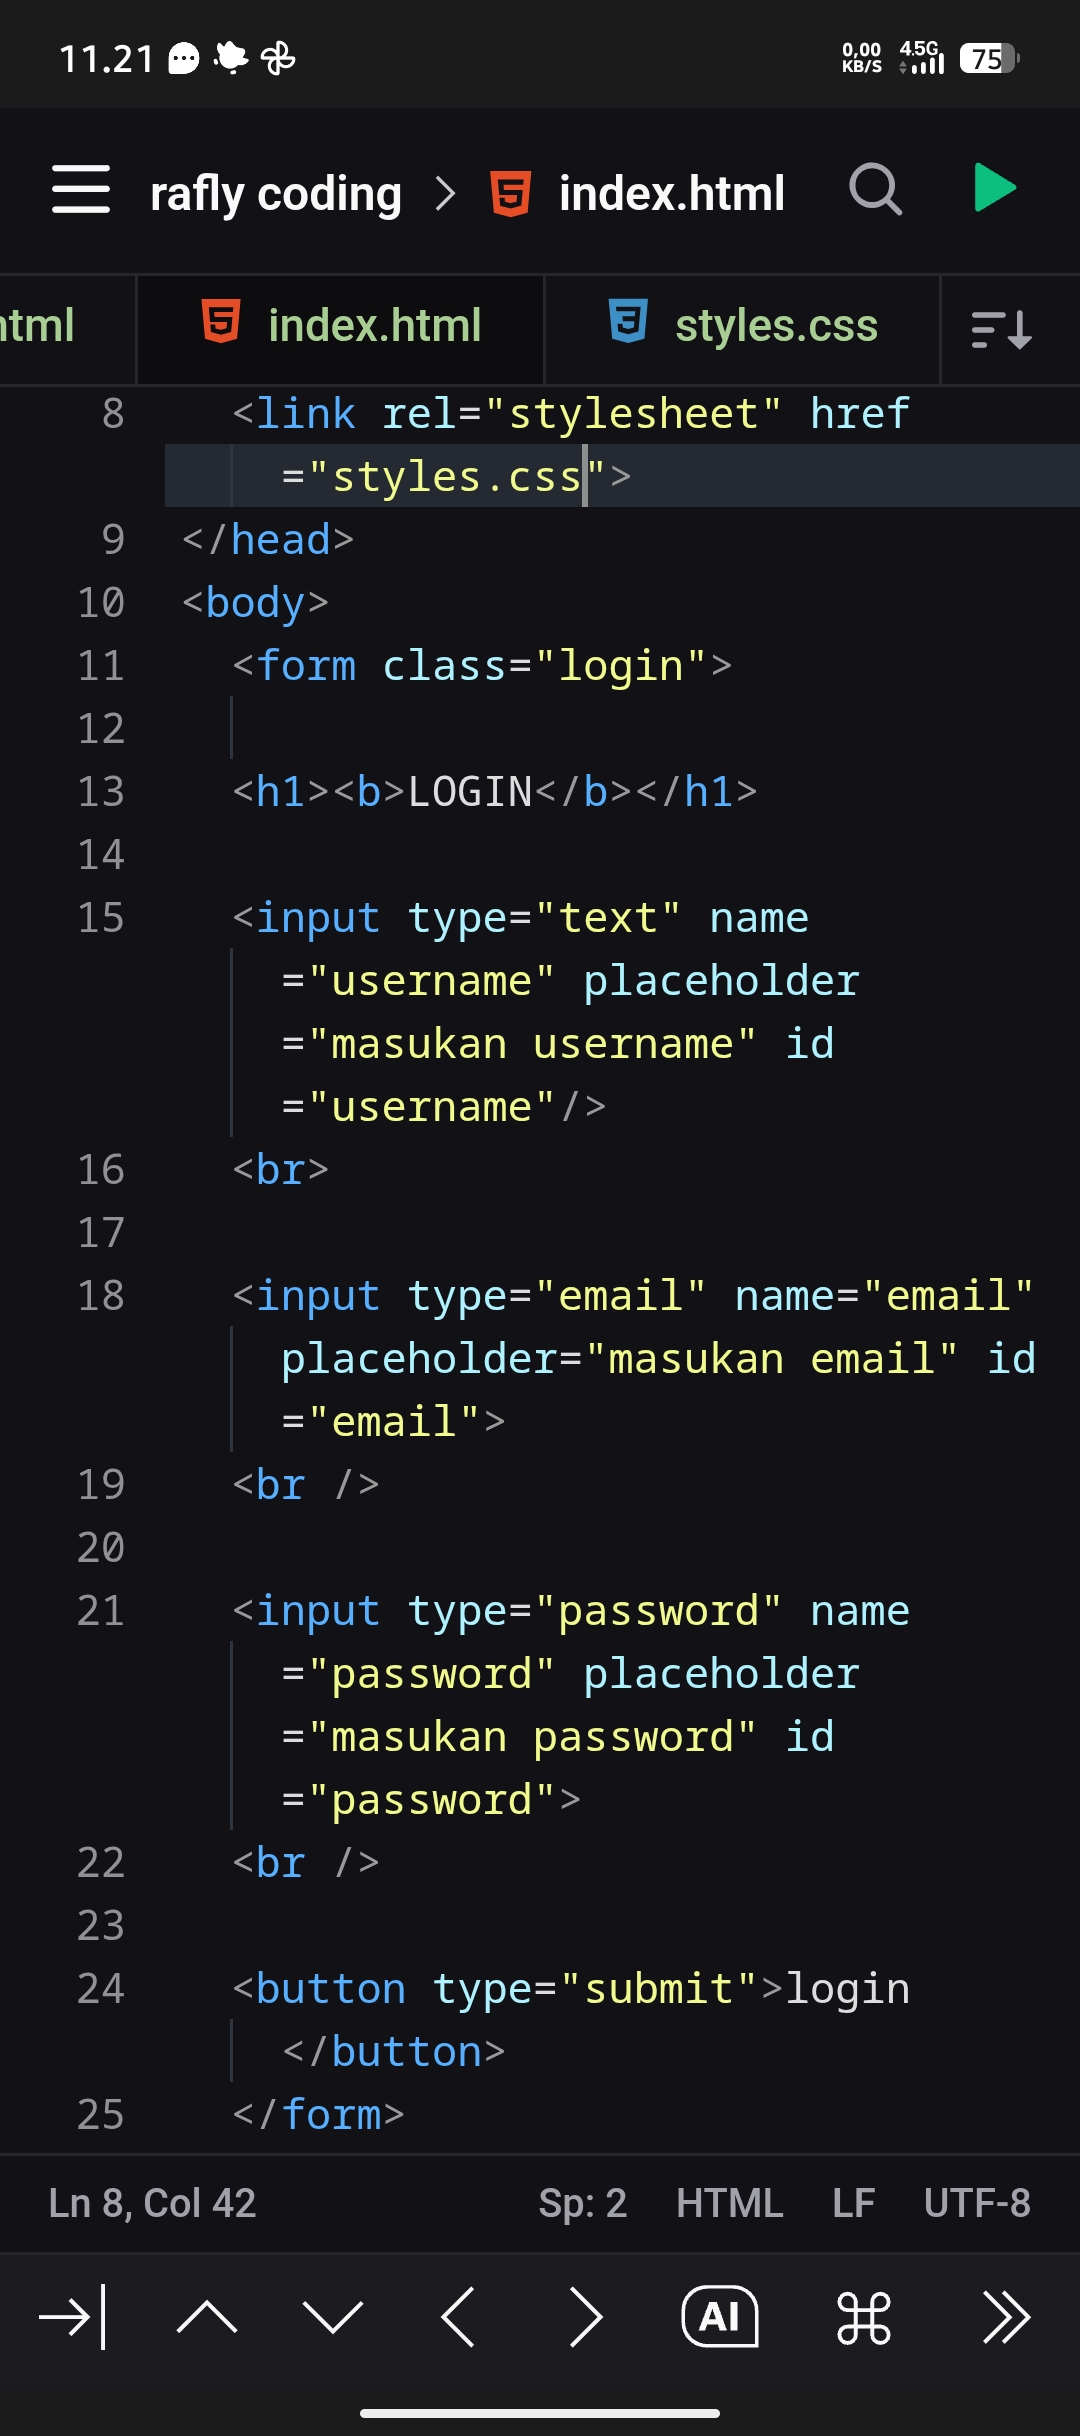 11.21 0,00 KB/S 4.5G 75
rafly coding > index.html
html index.html styles.css
8 <link rel="stylesheet" href
="styles.css">
9 </head>
10 <body>
11 <form class="login">
12
13 <h1><b>LOGIN</b></h1>
14
15 <input type="text" name
="username" placeholder
="masukan username" id
="username"/>
16 <br>
17
18 <input type="email" name="email"
placeholder="masukan email" id
="email">
19 <br />
20
21 <input type="password" name
="password" placeholder
="masukan password" id
="password">
22 <br />
23
24 <button type="submit">login
</button>
25 </form>
Ln 8, Col 42 Sp: 2 HTML LF UTF-8
AI